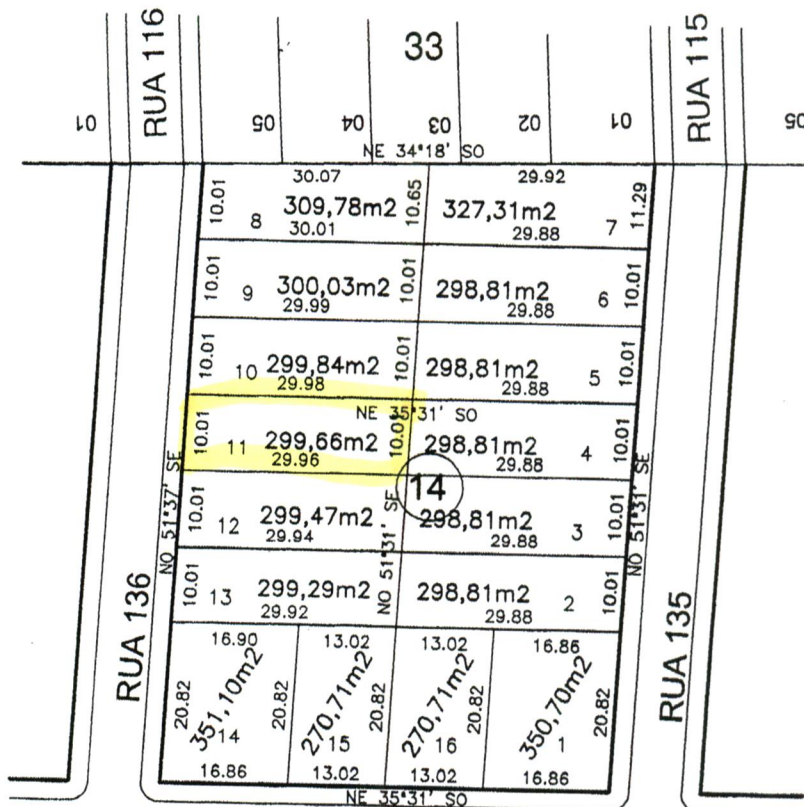 33
RUA 116
RUA 115
01
05
04
03
02
01
05
NE 34°18' SO
30.07
29.92
10.01
8
309,78m2
10.65
327,31m2
7
11.29
30.01
29.88
10.01
9
300,03m2
10.01
298,81m2
6
10.01
29.99
29.88
10.01
10
299,84m2
10.01
298,81m2
5
10.01
29.98
29.88
NE 35°31' SO
10.01
11
299,66m2
10.01
298,81m2
4
10.01
29.96
29.88
14
NO 51°37' SE
NO 51°31' SE
NO 51°31' SE
10.01
12
299,47m2
298,81m2
3
10.01
29.94
29.88
10.01
13
299,29m2
298,81m2
2
10.01
29.92
29.88
RUA 136
RUA 135
16.90
13.02
13.02
16.86
20.82
351,10m2
20.82
270,71m2
20.82
270,71m2
20.82
350,70m2
20.82
14
15
16
1
16.86
13.02
13.02
16.86
NE 35°31' SO